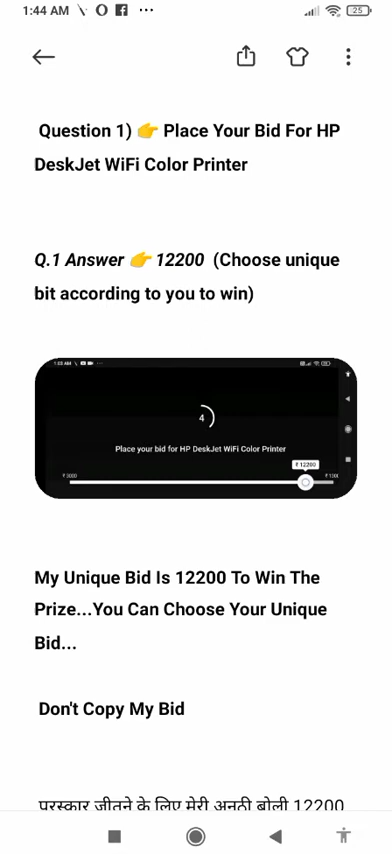 1:44 AM
25
Question 1) 👉 Place Your Bid For HP
DeskJet WiFi Color Printer
Q.1 Answer 👉 12200 (Choose unique
bit according to you to win)
4
Place your bid for HP DeskJet WiFi Color Printer
₹ 12200
₹ 3000
My Unique Bid Is 12200 To Win The
Prize...You Can Choose Your Unique
Bid...
Don't Copy My Bid
पुरस्कार जीतने के लिए मेरी अनूठी बोली 12200